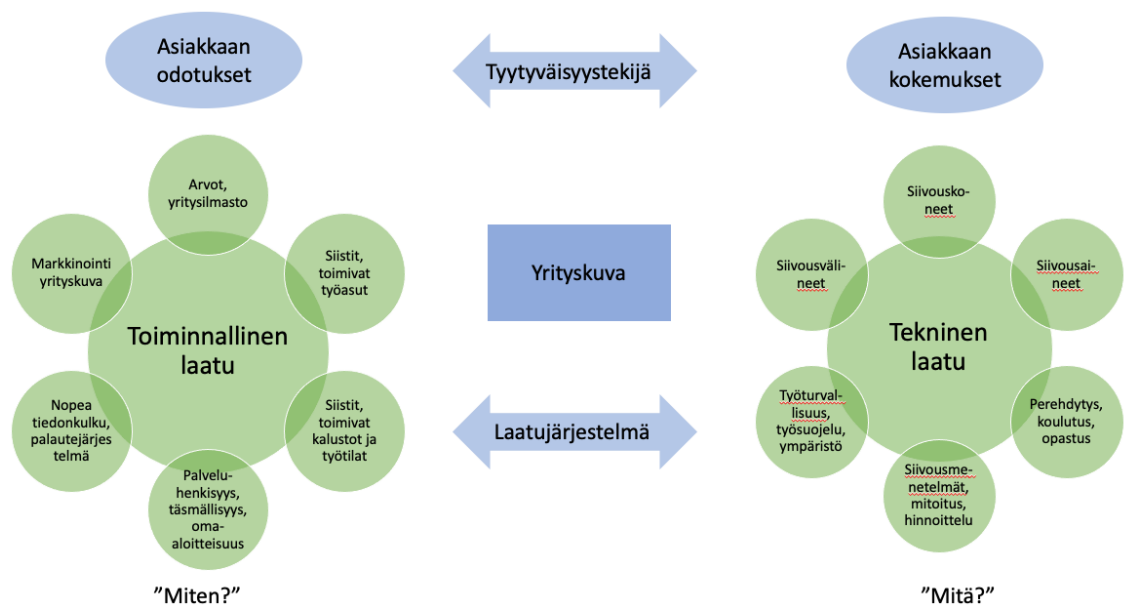 Asiakkaan
odotukset
Tyytyväisyystekijä
Asiakkaan
kokemukset
Arvot,
yritysilmasto
Siistit,
toimivat
työasut
Siistit,
toimivat
kalustot ja
työtilat
Palvelu-
henkisyys,
täsmällisyys,
oma-
aloitteisuus
Nopea
tiedonkulku,
palautejärjes
telmä
Markkinointi
yrityskuva
Toiminnallinen
laatu
"Miten?"
Yrityskuva
Laatujärjestelmä
Siivousko-
neet
Siivousai-
neet
Perehdytys,
koulutus,
opastus
Siivousme-
netelmät,
mitoitus,
hinnoittelu
Työturval-
lisuus,
työsuojelu,
ympäristö
Siivousväli-
neet
Tekninen
laatu
"Mitä?"